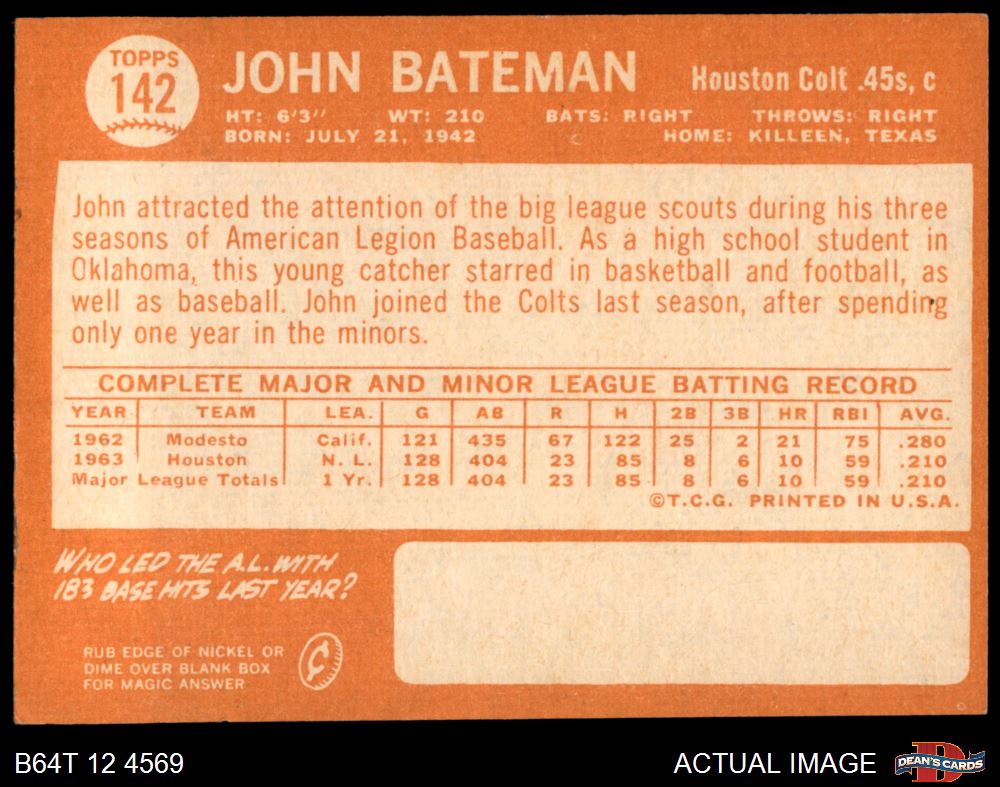 TOPPS
142
JOHN BATEMAN
Houston Colt .45s, c
HT: 6'3" WT: 210 BATS: RIGHT THROWS: RIGHT
BORN: JULY 21, 1942 HOME: KILLEEN, TEXAS
John attracted the attention of the big league scouts during his three
seasons of American Legion Baseball. As a high school student in
Oklahoma, this young catcher starred in basketball and football, as
well as baseball. John joined the Colts last season, after spending
only one year in the minors.
COMPLETE MAJOR AND MINOR LEAGUE BATTING RECORD
YEAR TEAM LEA. G AB R H 2B 3B HR RBI AVG.
1962 Modesto Calif. 121 435 67 122 25 2 21 75 .280
1963 Houston N. L. 128 404 23 85 8 6 10 59 .210
Major League Totals 1 Yr. 128 404 23 85 8 6 10 59 .210
©T.C.G. PRINTED IN U.S.A.
WHO LED THE A.L. WITH
183 BASE HITS LAST YEAR?
RUB EDGE OF NICKEL OR
DIME OVER BLANK BOX
FOR MAGIC ANSWER
¢
B64T 12 4569
ACTUAL IMAGE
D
DEAN'S CARDS